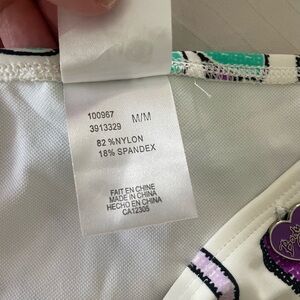 100967 M/M
3913329
82 %NYLON
18% SPANDEX
FAIT EN CHINE
MADE IN CHINA
HECHO EN CHINA
CA12305